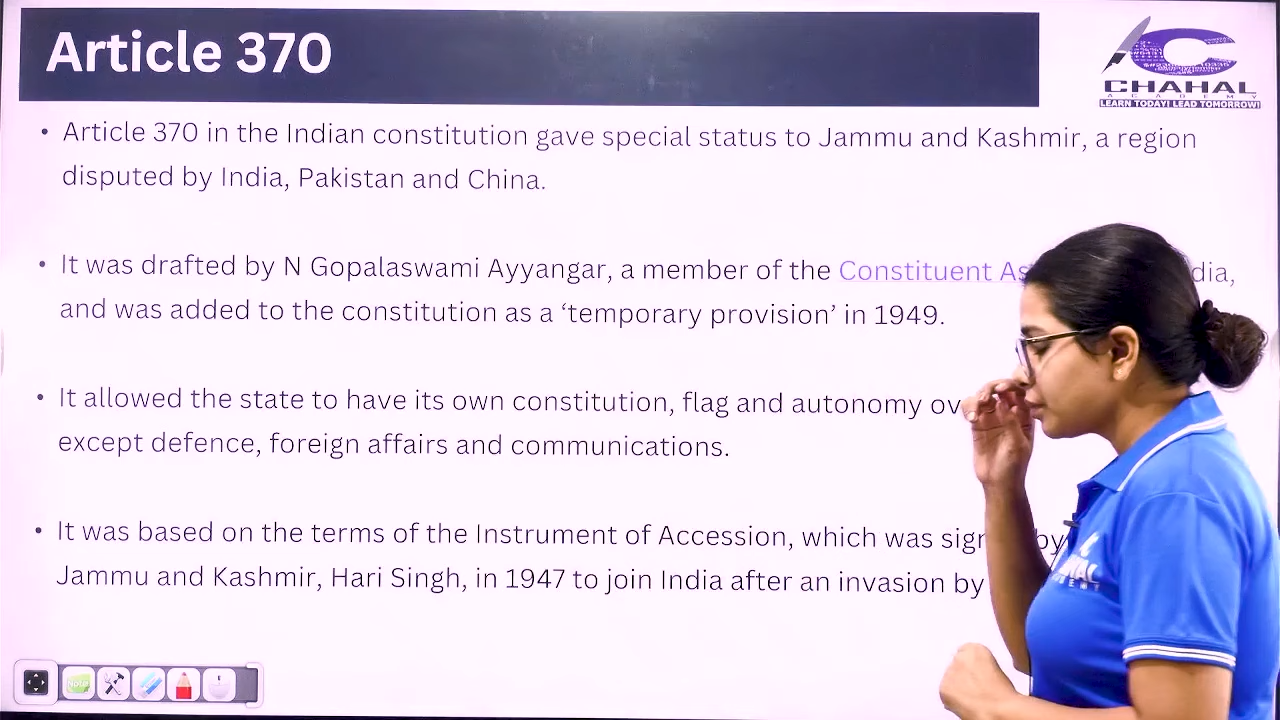 Article 370
CHAHAL
ACADEMY
LEARN TODAY! LEAD TOMORROW!
• Article 370 in the Indian constitution gave special status to Jammu and Kashmir, a region
disputed by India, Pakistan and China.
• It was drafted by N Gopalaswami Ayyangar, a member of the Constituent
and was added to the constitution as a ‘temporary provision’ in 1949.
• It allowed the state to have its own constitution, flag and autonomy
except defence, foreign affairs and communications.
• It was based on the terms of the Instrument of Accession, which was by
Jammu and Kashmir, Hari Singh, in 1947 to join India after an invasion by